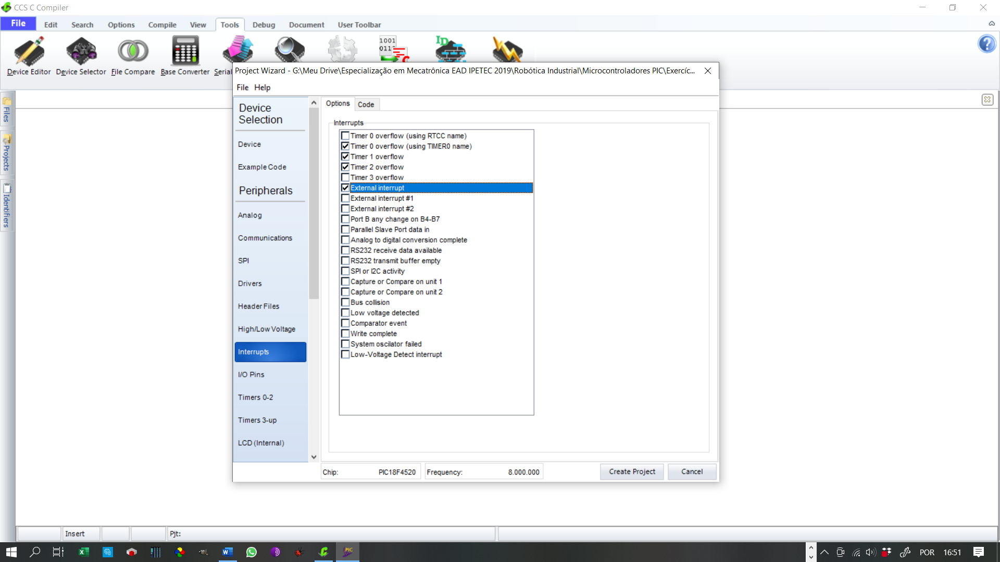 CCS C Compiler
File Edit Search Options Compile View Tools Debug Document User Toolbar
1001
ID
Device Editor Device Selector File Compare Base Converter Serial
Project Wizard - G:\Meu Drive\Especialização em Mecatrônica EAD IPETEC 2019\Robótica Industrial\Microcontroladores PIC\Exercíc...
File Help
Files
Projects
Identifiers
Device
Selection
Device
Example Code
Peripherals
Analog
Communications
SPI
Drivers
Header Files
High/Low Voltage
Interrupts
I/O Pins
Timers 0-2
Timers 3-up
LCD (Internal)
Options Code
Interrupts
Timer 0 overflow (using RTCC name)
Timer 0 overflow (using TIMER0 name)
Timer 1 overflow
Timer 2 overflow
Timer 3 overflow
External interrupt
External interrupt #1
External interrupt #2
Port B any change on B4-B7
Parallel Slave Port data in
Analog to digital conversion complete
RS232 receive data available
RS232 transmit buffer empty
SPI or I2C activity
Capture or Compare on unit 1
Capture or Compare on unit 2
Bus collision
Low voltage detected
Comparator event
Write complete
System oscilator failed
Low-Voltage Detect interrupt
Chip: PIC18F4520 Frequency: 8.000.000 Create Project Cancel
Insert Pjt:
POR 16:51